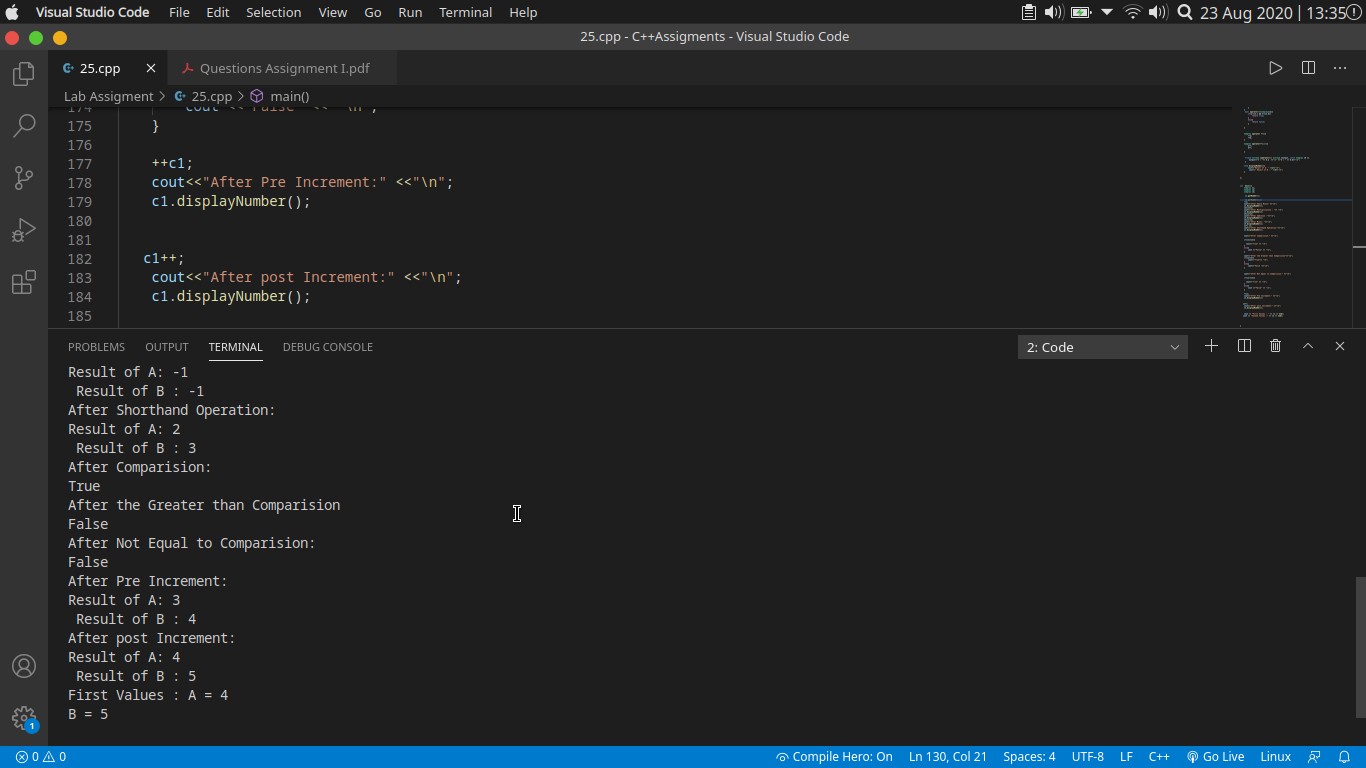 Visual Studio Code File Edit Selection View Go Run Terminal Help 23 Aug 2020 | 13:35
25.cpp - C++Assigments - Visual Studio Code
25.cpp Questions Assignment I.pdf
Lab Assigment > 25.cpp > main()
174 cout << "False" << "\n";
175 }
176
177 ++c1;
178 cout<<"After Pre Increment:" <<"\n";
179 c1.displayNumber();
180
181
182 c1++;
183 cout<<"After post Increment:" <<"\n";
184 c1.displayNumber();
185
PROBLEMS OUTPUT TERMINAL DEBUG CONSOLE 2: Code
Result of A: -1
Result of B : -1
After Shorthand Operation:
Result of A: 2
Result of B : 3
After Comparision:
True
After the Greater than Comparision
False
After Not Equal to Comparision:
False
After Pre Increment:
Result of A: 3
Result of B : 4
After post Increment:
Result of A: 4
Result of B : 5
First Values : A = 4
B = 5
1
0 0 Compile Hero: On Ln 130, Col 21 Spaces: 4 UTF-8 LF C++ Go Live Linux